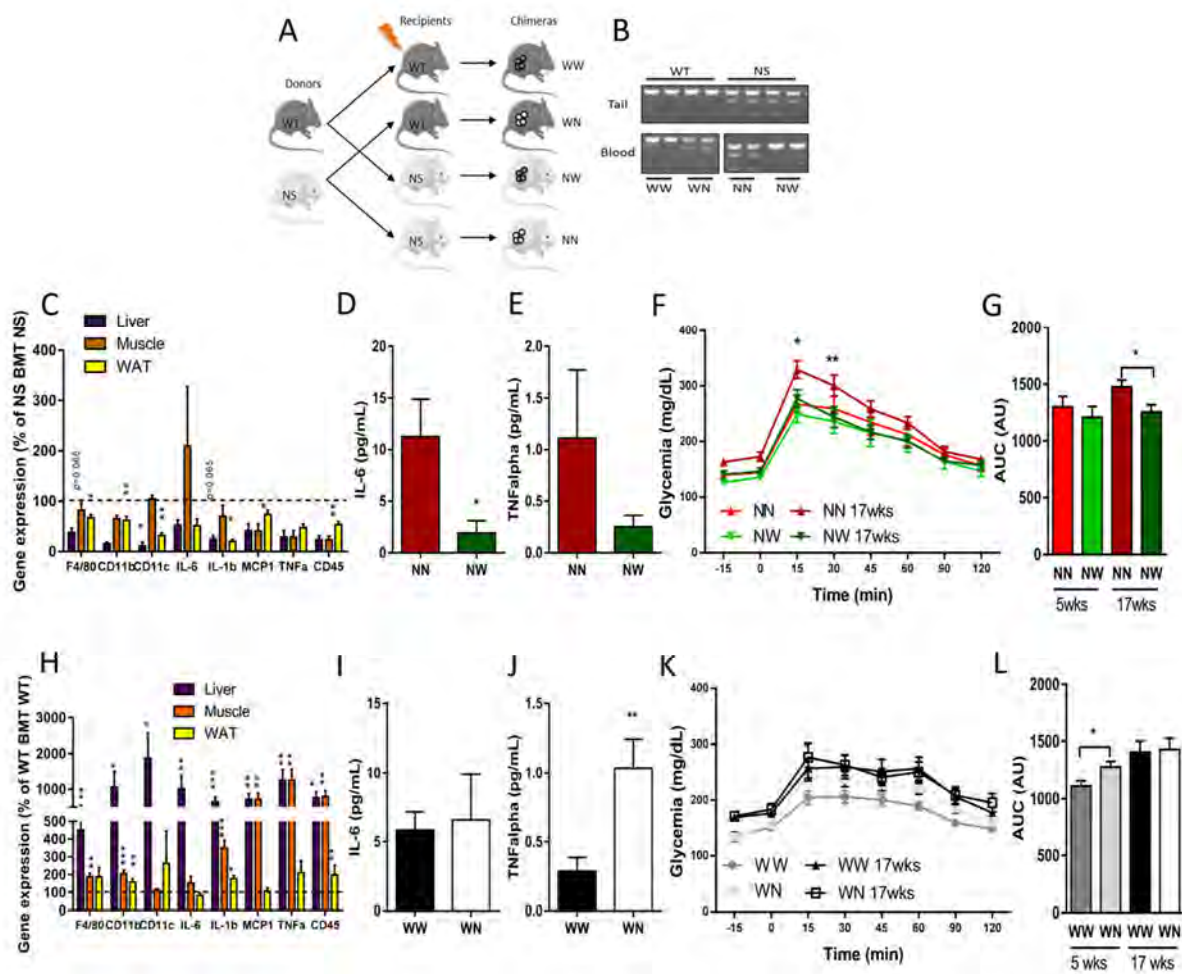 A
Recipients
Chimeras
Donors
WT
NS
WT
WT
NS
NS
WW
WN
NW
NN
B
WT NS
Tail
Blood
WW WN NN NW
C
Liver
Muscle
WAT
Gene expression (% of NS BMT NS)
400
300
200
100
0
p=0.065
F4/80 CD11b CD11c IL-6 IL-1b MCP1 TNFa CD45
D
IL-6 (pg/mL)
20
15
10
5
0
*
NN NW
E
TNFalpha (pg/mL)
2.0
1.5
1.0
0.5
0.0
NN NW
F
Glycemia (mg/dL)
400
300
200
100
0
* **
NN NN 17wks
NW NW 17wks
-15 0 15 30 45 60 90 120
Time (min)
G
AUC (AU)
2000
1500
1000
500
0
*
NN NW NN NW
5wks 17wks
H
Liver
Muscle
WAT
Gene expression (% of WT BMT WT)
3000
2000
1000
500
400
300
200
100
0
F4/80 CD11b CD11c IL-6 IL-1b MCP1 TNFa CD45
I
IL-6 (pg/mL)
15
10
5
0
WW WN
J
TNFalpha (pg/mL)
1.5
1.0
0.5
0.0
**
WW WN
K
Glycemia (mg/dL)
400
300
200
100
0
WW WW 17wks
WN WN 17wks
-15 0 15 30 45 60 90 120
Time (min)
L
AUC (AU)
2000
1500
1000
500
0
*
WW WN WW WN
5 wks 17 wks